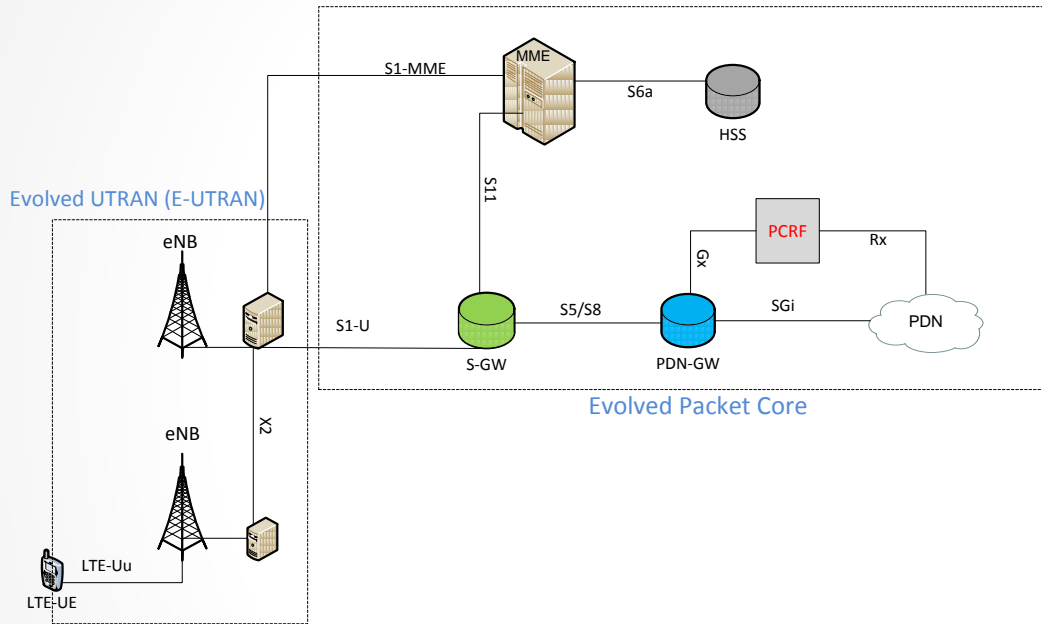 MME
S1-MME
S6a
HSS
S11
Evolved UTRAN (E-UTRAN)
eNB
PCRF
Gx
Rx
S1-U
S5/S8
SGi
PDN
S-GW
PDN-GW
Evolved Packet Core
X2
eNB
LTE-Uu
LTE-UE